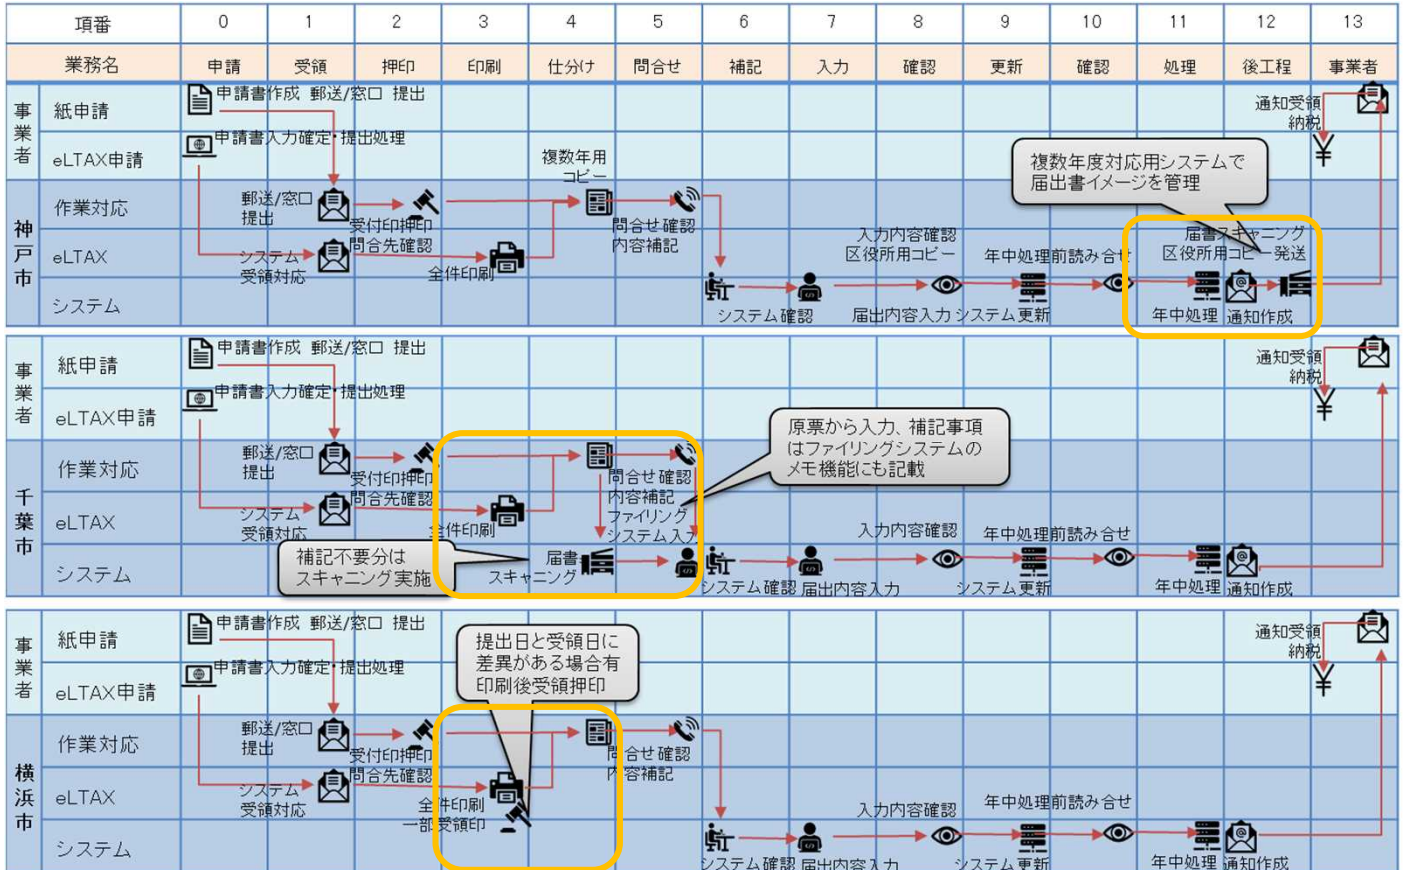 項番 0 1 2 3 4 5 6 7 8 9 10 11 12 13
業務名 申請 受領 押印 印刷 仕分け 問合せ 補記 入力 確認 更新 確認 処理 後工程 事業者
事業者
紙申請
申請書作成 郵送/窓口 提出
通知受領
納税
eLTAX申請
申請書入力確定・提出処理
複数年用
コピー
複数年度対応用システムで
届出書イメージを管理
神戸市
作業対応
郵送/窓口
提出
受付印押印
問合先確認
問合せ確認
内容補記
eLTAX
システム
受領対応
全件印刷
入力内容確認
区役所用コピー
年中処理前読み合せ
届書スキャニング
区役所用コピー発送
システム
システム確認
届出内容入力
システム更新
年中処理
通知作成
事業者
紙申請
申請書作成 郵送/窓口 提出
通知受領
納税
eLTAX申請
申請書入力確定・提出処理
原票から入力、補記事項
はファイリングシステムの
メモ機能にも記載
千葉市
作業対応
郵送/窓口
提出
受付印押印
問合先確認
問合せ確認
内容補記
ファイリング
システム入力
eLTAX
システム
受領対応
全件印刷
入力内容確認
年中処理前読み合せ
補記不要分は
スキャニング実施
システム
届書
スキャニング
システム確認
届出内容入力
システム更新
年中処理
通知作成
事業者
紙申請
申請書作成 郵送/窓口 提出
提出日と受領日に
差異がある場合有
印刷後受領押印
通知受領
納税
eLTAX申請
申請書入力確定・提出処理
横浜市
作業対応
郵送/窓口
提出
受付印押印
問合先確認
問合せ確認
内容補記
eLTAX
システム
受領対応
全件印刷
一部受領印
入力内容確認
年中処理前読み合せ
システム
システム確認
届出内容入力
システム更新
年中処理
通知作成